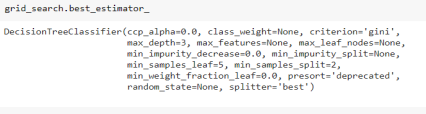 grid_search.best_estimator_
DecisionTreeClassifier(ccp_alpha=0.0, class_weight=None, criterion='gini',
max_depth=3, max_features=None, max_leaf_nodes=None,
min_impurity_decrease=0.0, min_impurity_split=None,
min_samples_leaf=5, min_samples_split=2,
min_weight_fraction_leaf=0.0, presort='deprecated',
random_state=None, splitter='best')